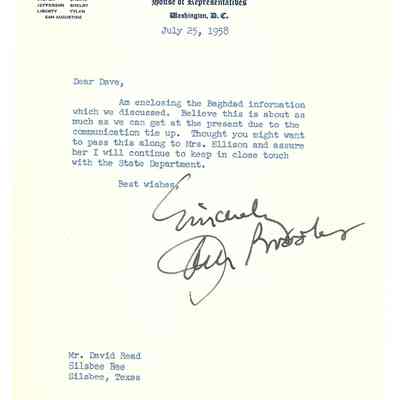 JEFFERSON SHELBY
LIBERTY TYLER
SAN AUGUSTINE
House of Representatives
Washington, D. C.
July 25, 1958
Dear Dave,
Am enclosing the Baghdad information
which we discussed. Believe this is about as
much as we can get at the present due to the
communication tie up. Thought you might want
to pass this along to Mrs. Ellison and assure
her I will continue to keep in close touch
with the State Department.
Best wishes,
Sincerely
Jack Brooks
Mr. David Read
Silsbee Bee
Silsbee, Texas